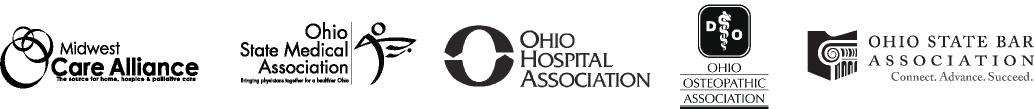 Midwest
Care Alliance
The source for home, hospice & palliative care
Ohio
State Medical
Association
Bringing physicians together for a healthier Ohio
OHIO
HOSPITAL
ASSOCIATION
D O
OHIO
OSTEOPATHIC
ASSOCIATION
OHIO STATE BAR
ASSOCIATION
Connect. Advance. Succeed.